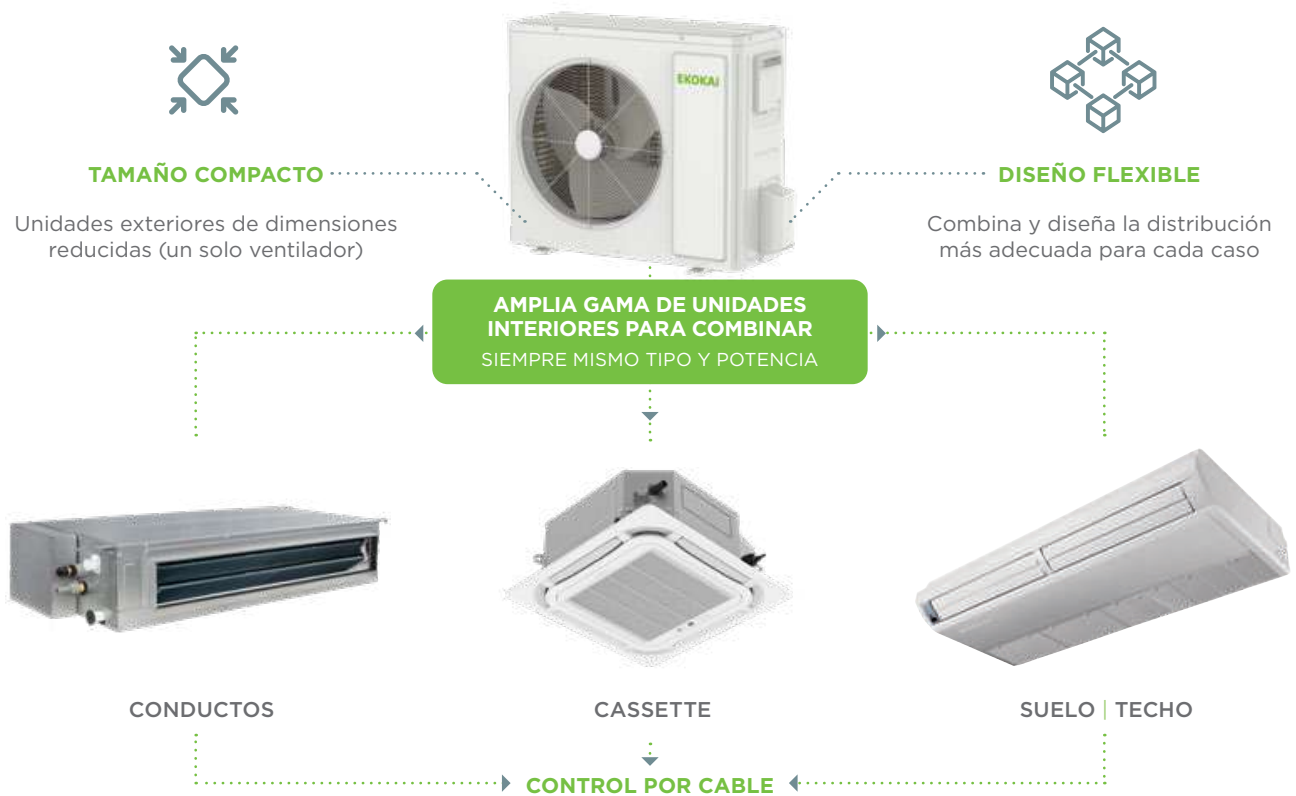 EKOKAI
TAMAÑO COMPACTO
Unidades exteriores de dimensiones
reducidas (un solo ventilador)
DISEÑO FLEXIBLE
Combina y diseña la distribución
más adecuada para cada caso
AMPLIA GAMA DE UNIDADES
INTERIORES PARA COMBINAR
SIEMPRE MISMO TIPO Y POTENCIA
CONDUCTOS
CASSETTE
SUELO | TECHO
CONTROL POR CABLE